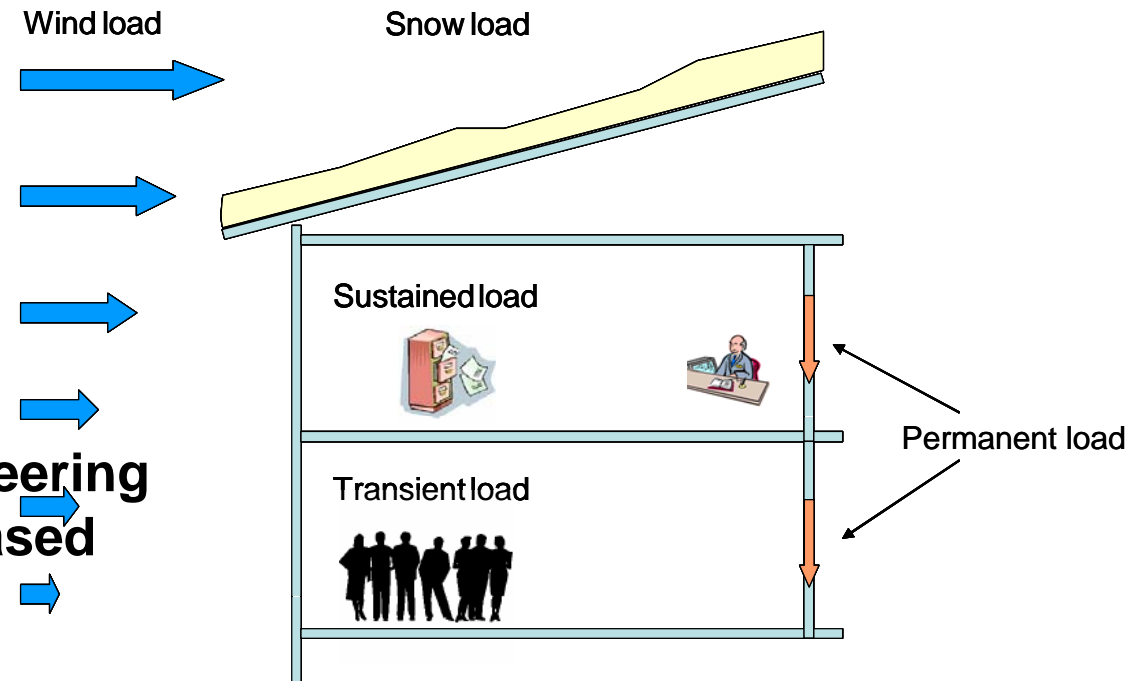 Wind load
Snow load
Sustained load
Permanent load
eering
Transient load
ased